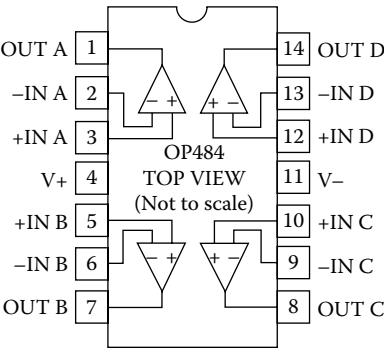 OUT A 1 14 OUT D
–IN A 2 13 –IN D
– + + –
+IN A 3 12 +IN D
OP484
V+ 4 TOP VIEW 11 V–
(Not to scale)
+IN B 5 10 +IN C
– + – +
–IN B 6 9 –IN C
OUT B 7 8 OUT C